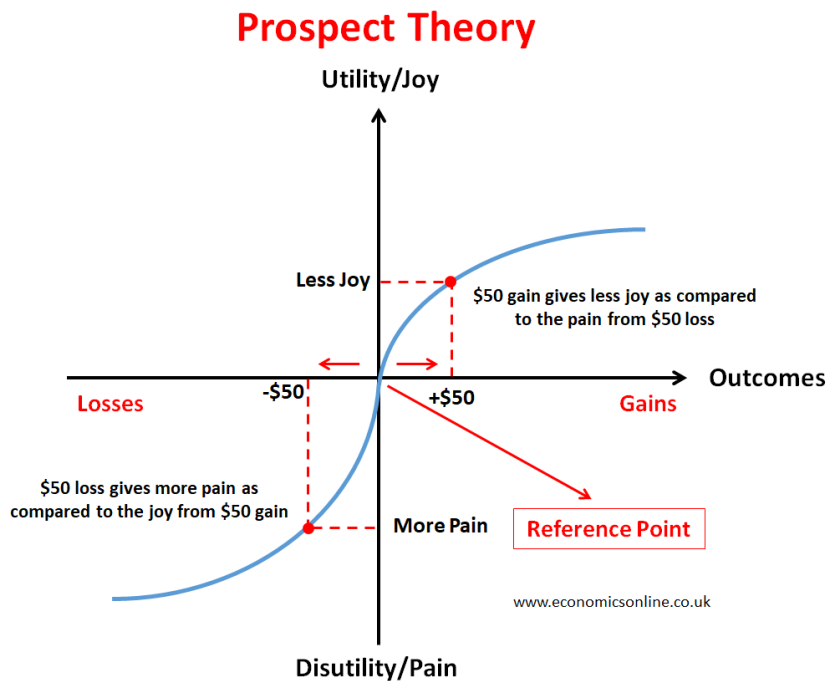 Prospect Theory
Utility/Joy
Less Joy
$50 gain gives less joy as compared
to the pain from $50 loss
-$50
+$50
Outcomes
Losses
Gains
$50 loss gives more pain as
compared to the joy from $50 gain
More Pain
Reference Point
www.economicsonline.co.uk
Disutility/Pain